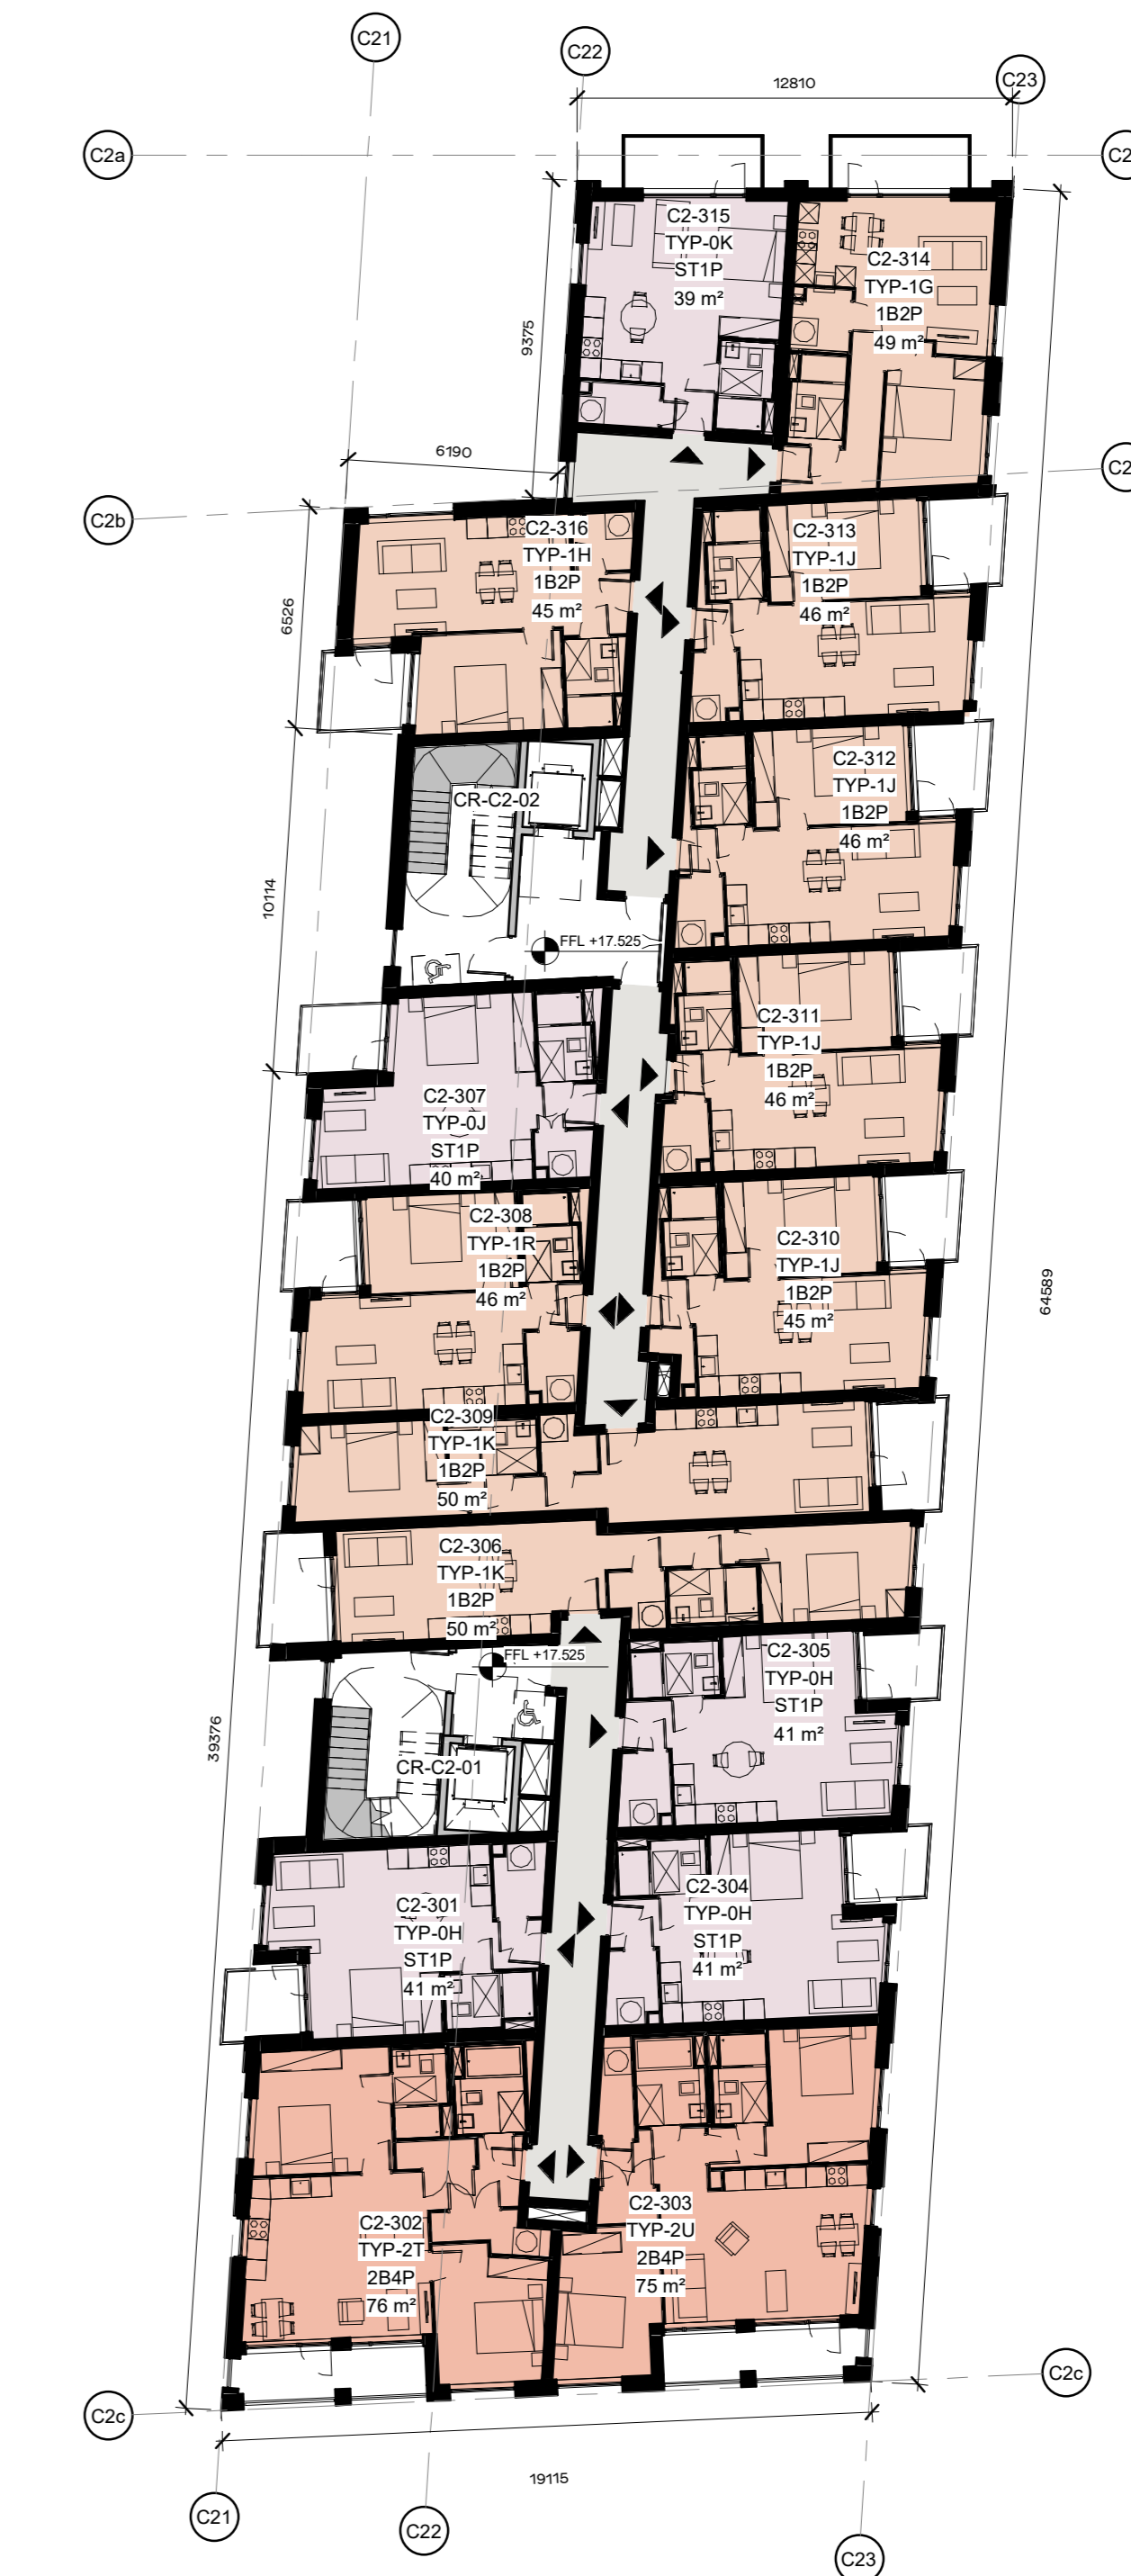 C21
C22
C23
12810
C2a
C2
C2-315
TYP-0K
ST1P
39 m²
C2-314
TYP-1G
1B2P
49 m²
9375
6190
C2
C2b
C2-316
TYP-1H
1B2P
45 m²
C2-313
TYP-1J
1B2P
46 m²
6526
C2-312
TYP-1J
1B2P
46 m²
CR-C2-02
10114
FFL +17.525
C2-311
TYP-1J
1B2P
46 m²
C2-307
TYP-0J
ST1P
40 m²
C2-308
TYP-1R
1B2P
46 m²
C2-310
TYP-1J
1B2P
45 m²
64589
C2-309
TYP-1K
1B2P
50 m²
C2-306
TYP-1K
1B2P
50 m²
FFL +17.525
C2-305
TYP-0H
ST1P
41 m²
39376
CR-C2-01
C2-304
TYP-0H
ST1P
41 m²
C2-301
TYP-0H
ST1P
41 m²
C2-303
TYP-2U
2B4P
75 m²
C2-302
TYP-2T
2B4P
76 m²
C2c
C2c
19115
C21
C22
C23